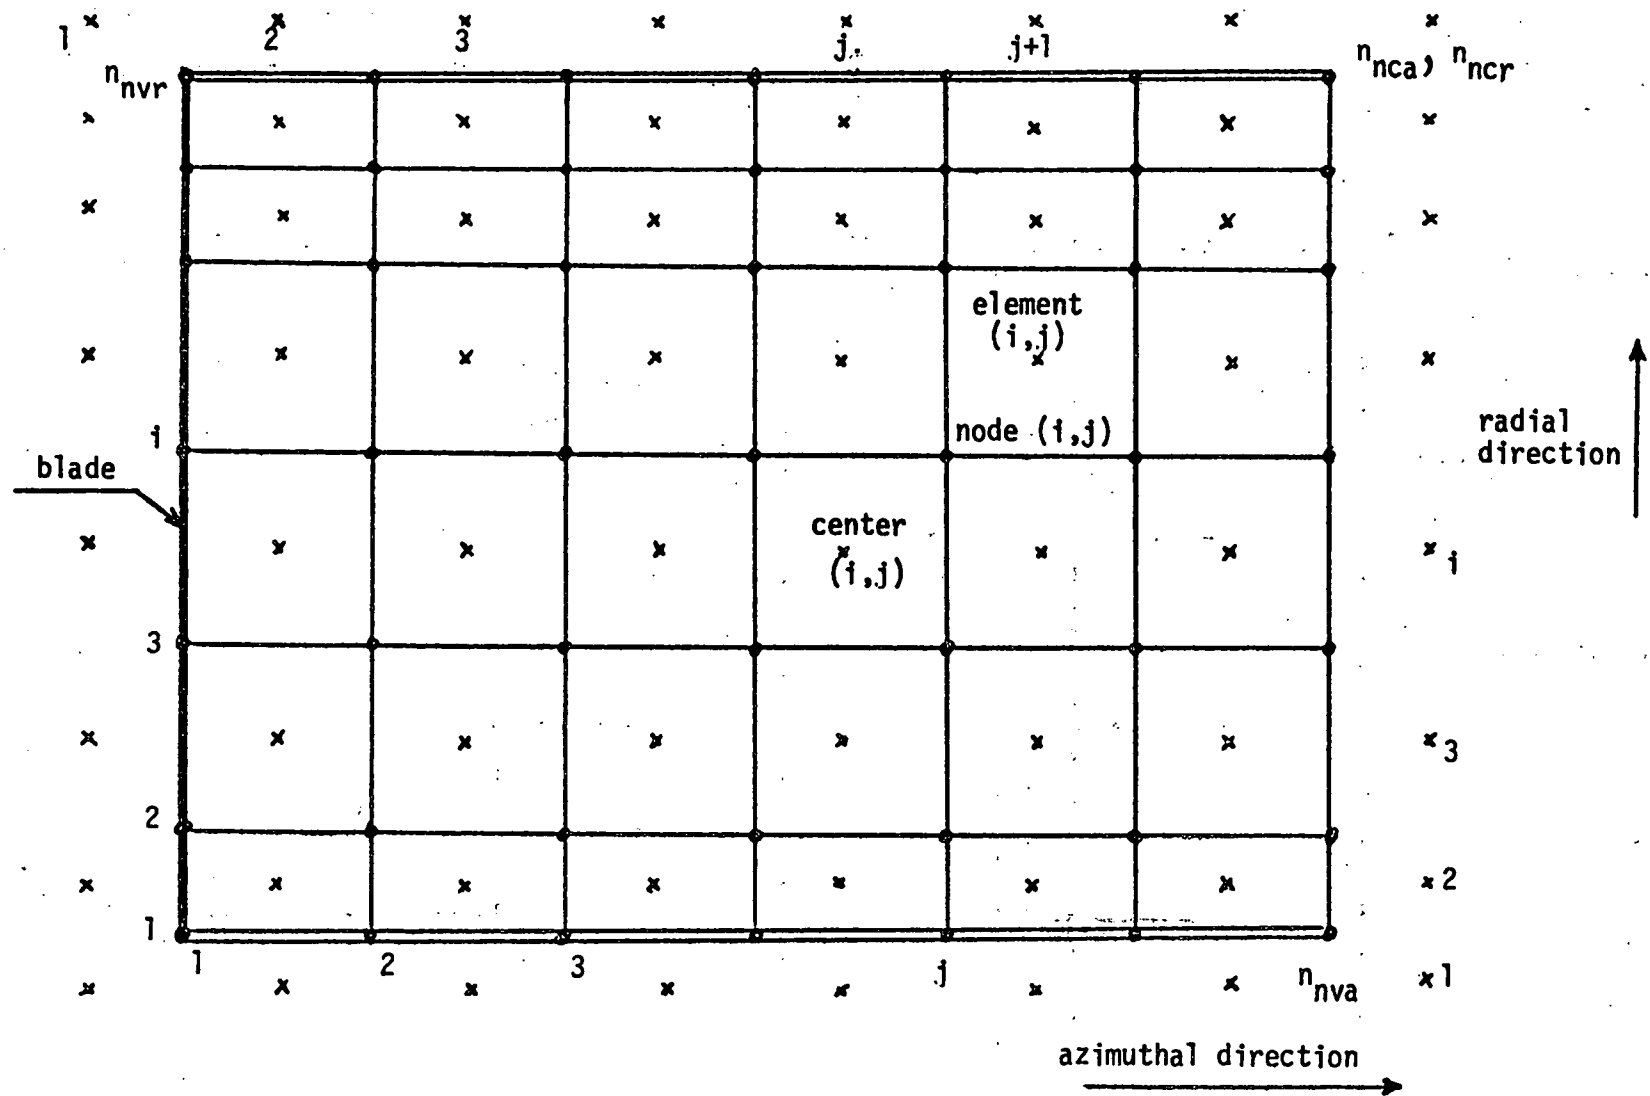 1 2 3 j j+1 n_nca, n_ncr
n_nvr
element
(i,j)
i
node (i,j)
radial
direction
blade
center
(i,j)
i
3
3
2
2
1
1 2 3 j n_nva 1
azimuthal direction